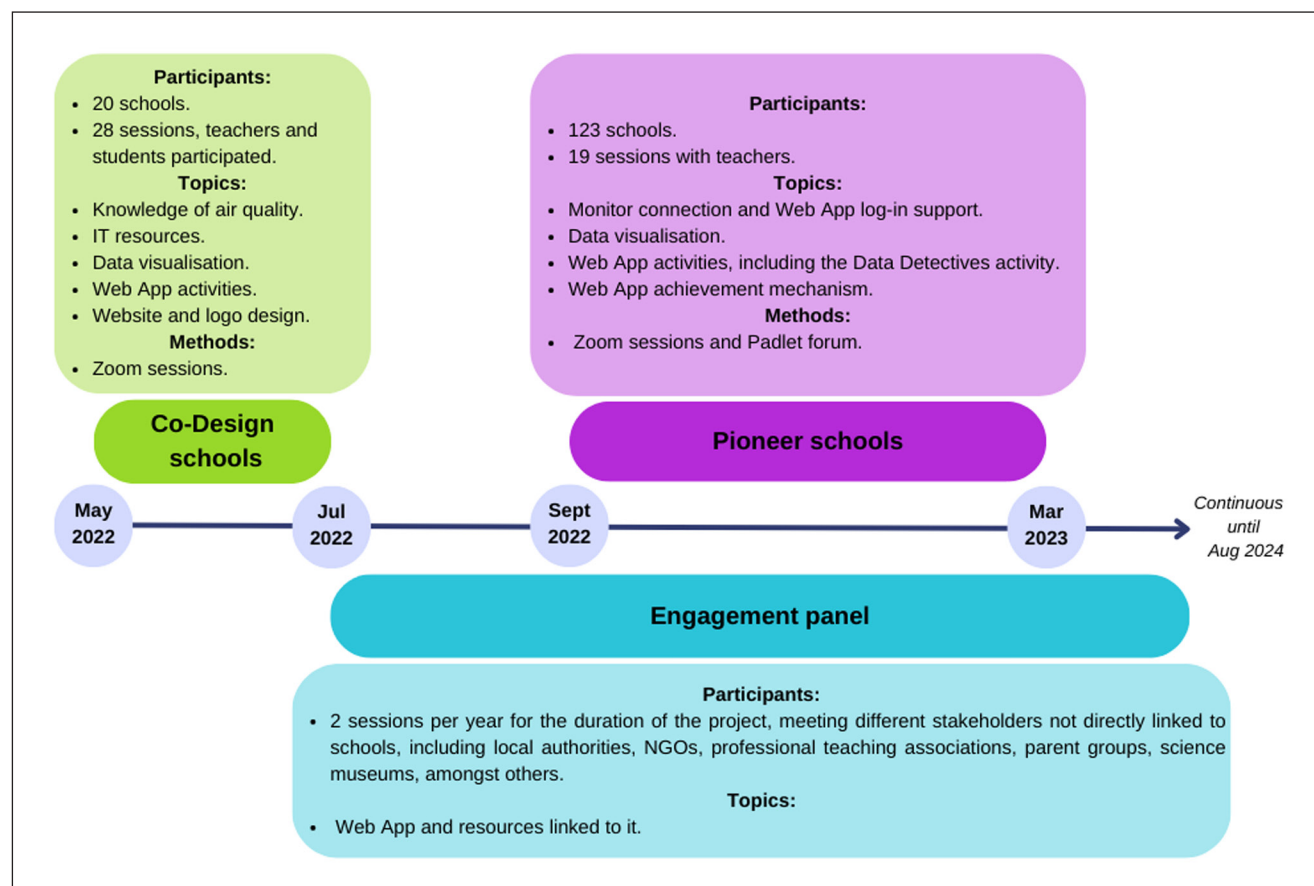 Participants:
• 20 schools.
• 28 sessions, teachers and
students participated.
Topics:
• Knowledge of air quality.
• IT resources.
• Data visualisation.
• Web App activities.
• Website and logo design.
Methods:
• Zoom sessions.
Participants:
• 123 schools.
• 19 sessions with teachers.
Topics:
• Monitor connection and Web App log-in support.
• Data visualisation.
• Web App activities, including the Data Detectives activity.
• Web App achievement mechanism.
Methods:
• Zoom sessions and Padlet forum.
Co-Design
schools
Pioneer schools
May
2022
Jul
2022
Sept
2022
Mar
2023
Continuous
until
Aug 2024
Engagement panel
Participants:
• 2 sessions per year for the duration of the project, meeting different stakeholders not directly linked to
schools, including local authorities, NGOs, professional teaching associations, parent groups, science
museums, amongst others.
Topics:
• Web App and resources linked to it.